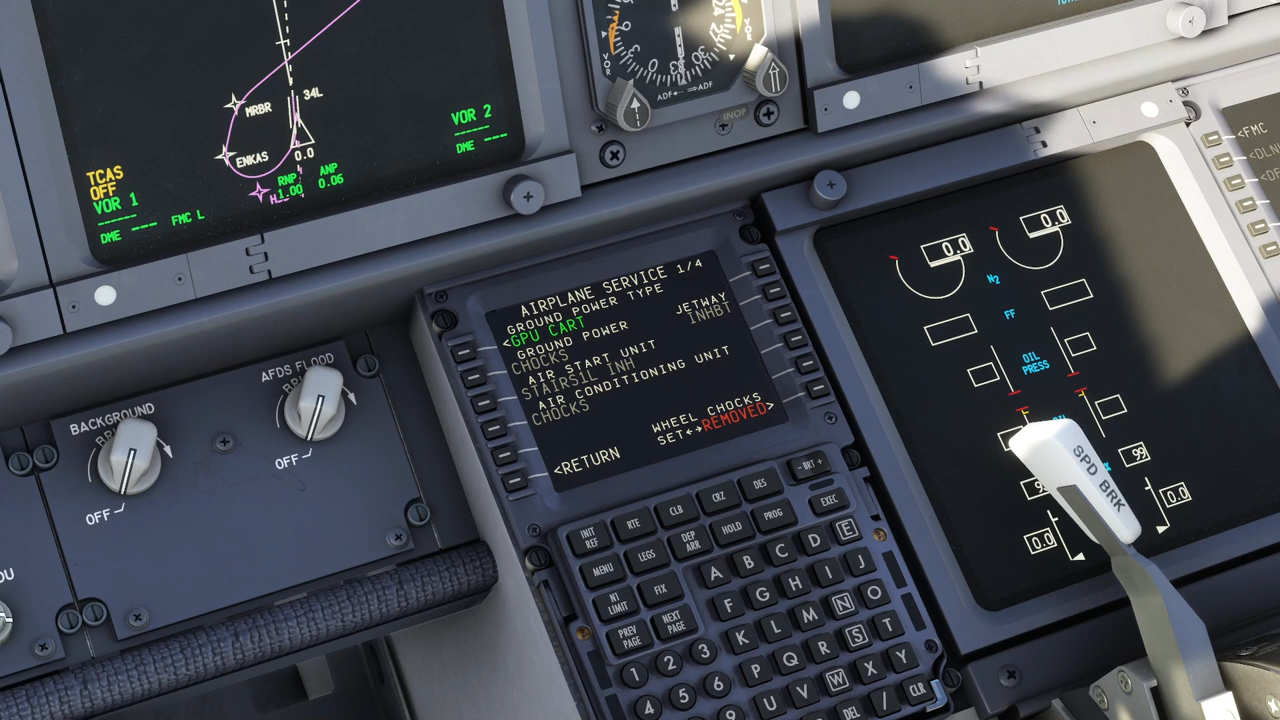 MRBR
34L
ENKAS
0.0
TCAS
OFF
VOR 1
DME
FMC L
RNP
1.00
ANP
0.06
VOR 2
DME
ADF
ADF
VOR
VOR
INOP
AIRPLANE SERVICE 1/4
GROUND POWER TYPE
<GPU CART
JETWAY
GROUND POWER
INHBT
CHOCKS
AIR START UNIT
STAIRSIL INH
AIR CONDITIONING UNIT
CHOCKS
WHEEL CHOCKS
SET↔REMOVED>
<RETURN
BACKGROUND
OFF
AFDS FLOOD
OFF
INIT
REF
RTE
CLB
CRZ
DES
- BRT +
MENU
LEGS
DEP
ARR
HOLD
PROG
EXEC
N1
LIMIT
FIX
PREV
PAGE
NEXT
PAGE
A
B
C
D
E
F
G
H
I
J
K
L
M
N
O
P
Q
R
S
T
U
V
W
X
Y
DEL
/
CLR
1
2
3
4
5
6
0.0
0.0
N2
FF
OIL
PRESS
99
0.0
0.0
SPD BRK
<FMC